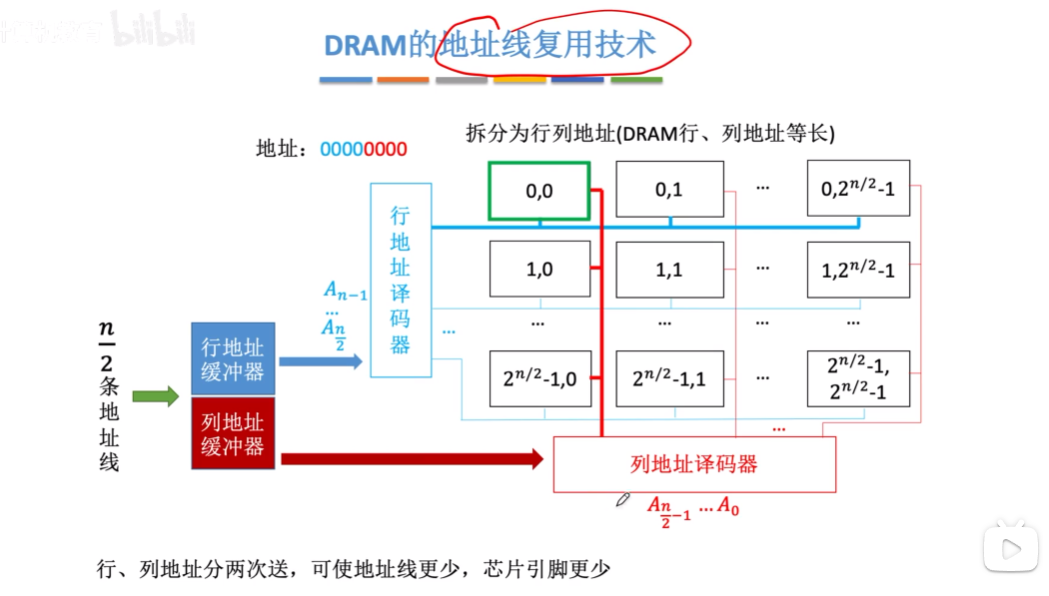 bilibili
DRAM的地址线复用技术
拆分为行列地址(DRAM行、列地址等长)
地址：00000000
0,0
0,1
...
0,2^{n/2}-1
行地址译码器
1,0
1,1
...
1,2^{n/2}-1
A_{n-1}
...
A_{\frac{n}{2}}
...
...
...
...
...
2^{n/2}-1,0
2^{n/2}-1,1
...
2^{n/2}-1,
2^{n/2}-1
\frac{n}{2}条地址线
行地址
缓冲器
列地址
缓冲器
...
列地址译码器
A_{\frac{n}{2}-1} ...A_0
行、列地址分两次送，可使地址线更少，芯片引脚更少